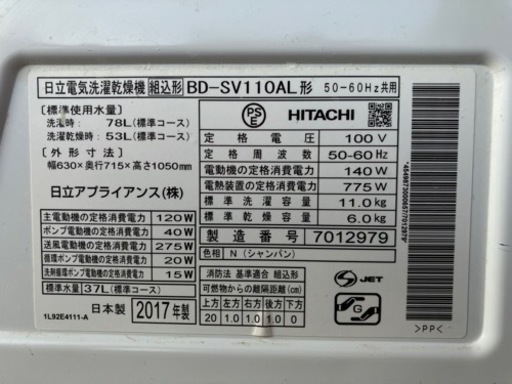 日立電気洗濯乾燥機 組込形 BD-SV110AL形 50-60Hz共用
[標準使用水量]
洗濯時: 78L(標準コース)
洗濯乾燥時: 53L(標準コース)
[外形寸法]
幅630×奥行715×高さ1050mm
日立アプライアンス(株)
主電動機の定格消費電力 120W
ポンプ電動機の定格消費電力 40W
送風電動機の定格消費電力 275W
循環ポンプ電動機の定格消費電力 20W
洗剤循環ポンプの定格消費電力 15W
標準水量 37L(標準コース)
日本製 2017年製
1L92E4111-A
PSE HITACHI
定格電圧 100V
定格周波数 50-60Hz
電動機の定格消費電力 140W
電熱装置の定格消費電力 775W
標準洗濯容量 11.0kg
標準乾燥容量 6.0kg
製造番号 7012979
色相 N(シャンパン)
消防法 基準適合 組込形
可燃物からの離隔距離(cm)
上方 左方 右方 前方 後方 下方
20 1.0 1.0 0 1.0 0
S JET
G
>PP<